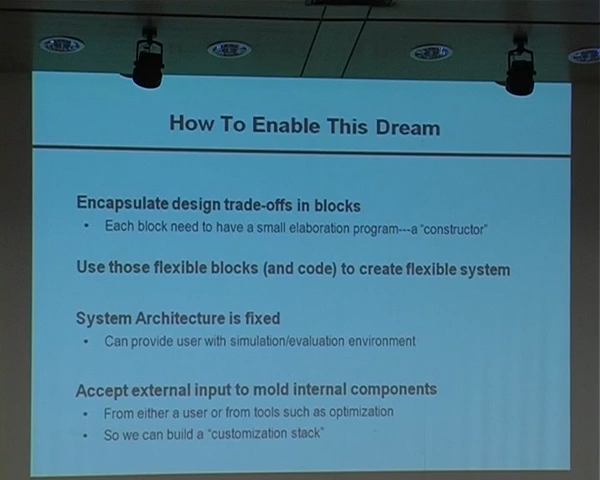 How To Enable This Dream
Encapsulate design trade-offs in blocks
• Each block need to have a small elaboration program---a "constructor"
Use those flexible blocks (and code) to create flexible system
System Architecture is fixed
• Can provide user with simulation/evaluation environment
Accept external input to mold internal components
• From either a user or from tools such as optimization
• So we can build a "customization stack"